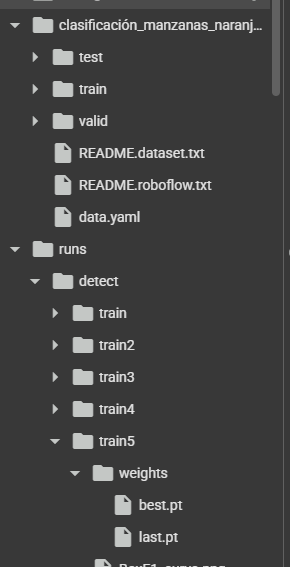 clasificación_manzanas_naranj...
test
train
valid
README.dataset.txt
README.roboflow.txt
data.yaml
runs
detect
train
train2
train3
train4
train5
weights
best.pt
last.pt